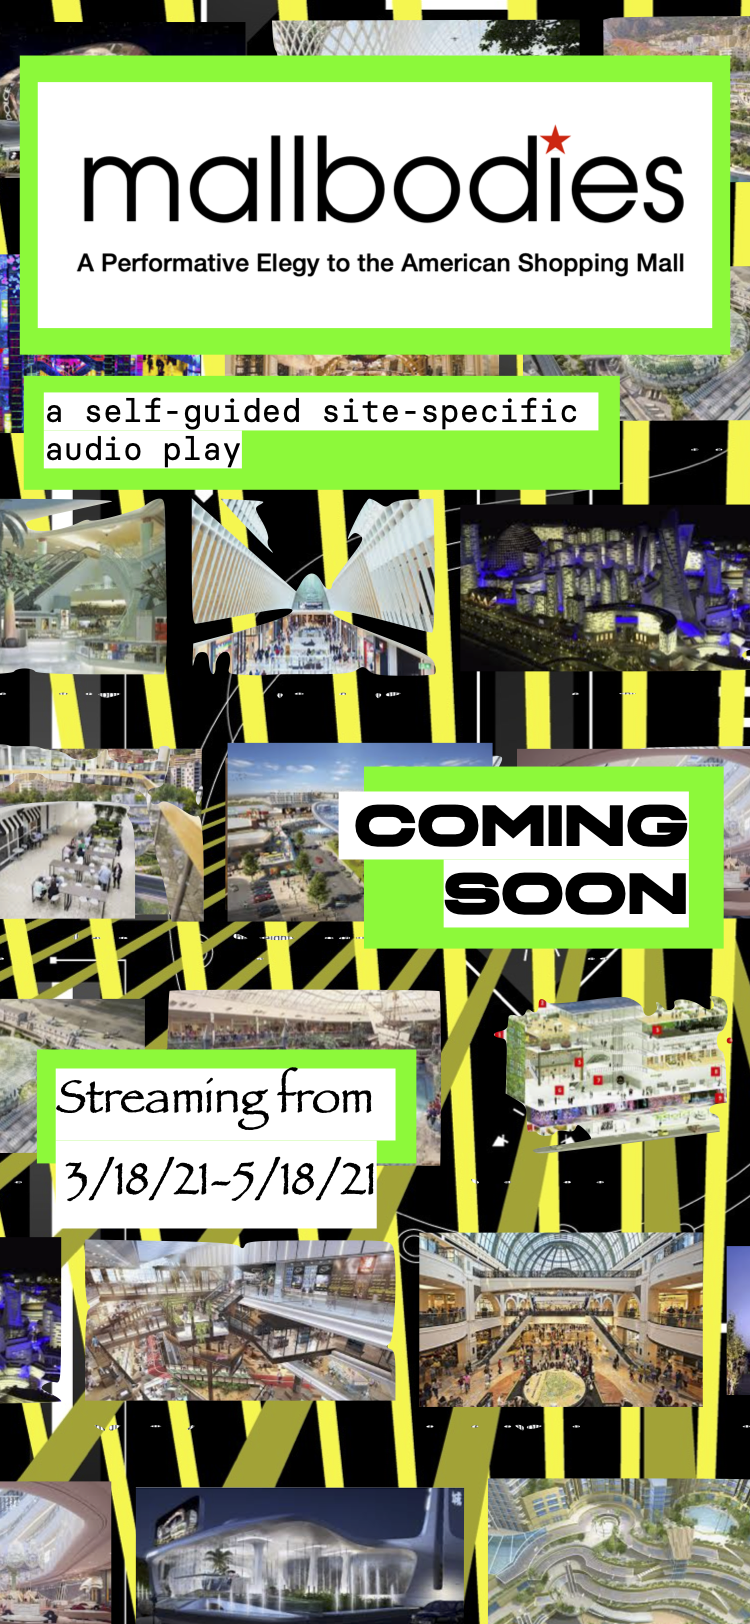 mallbodies
A Performative Elegy to the American Shopping Mall
a self-guided site-specific
audio play
COMING
SOON
Streaming from
3/18/21-5/18/21